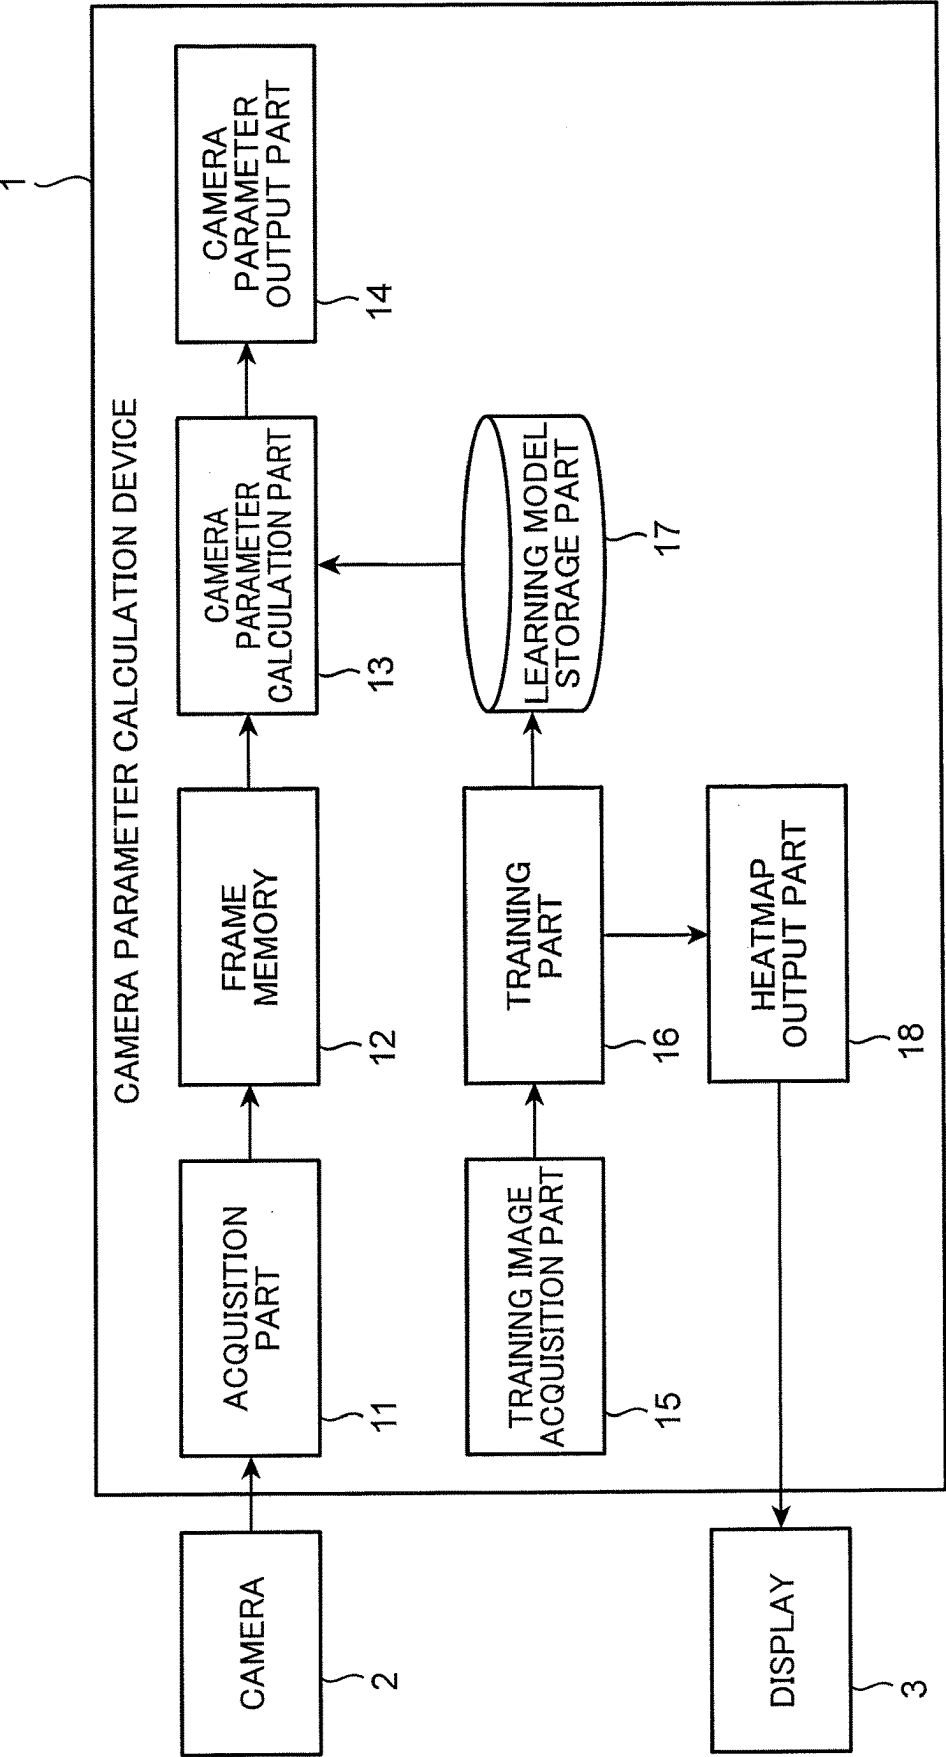 1
CAMERA PARAMETER CALCULATION DEVICE
CAMERA
2
ACQUISITION
PART
11
FRAME
MEMORY
12
CAMERA
PARAMETER
CALCULATION PART
13
CAMERA
PARAMETER
OUTPUT PART
14
TRAINING IMAGE
ACQUISITION PART
15
TRAINING
PART
16
LEARNING MODEL
STORAGE PART
17
DISPLAY
3
HEATMAP
OUTPUT PART
18